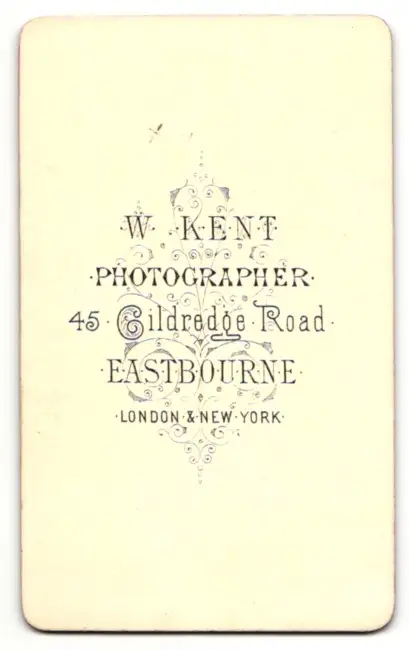 W KENT
·PHOTOGRAPHER·
45 Gildredge Road·
·EASTBOURNE·
·LONDON·&·NEW·YORK·